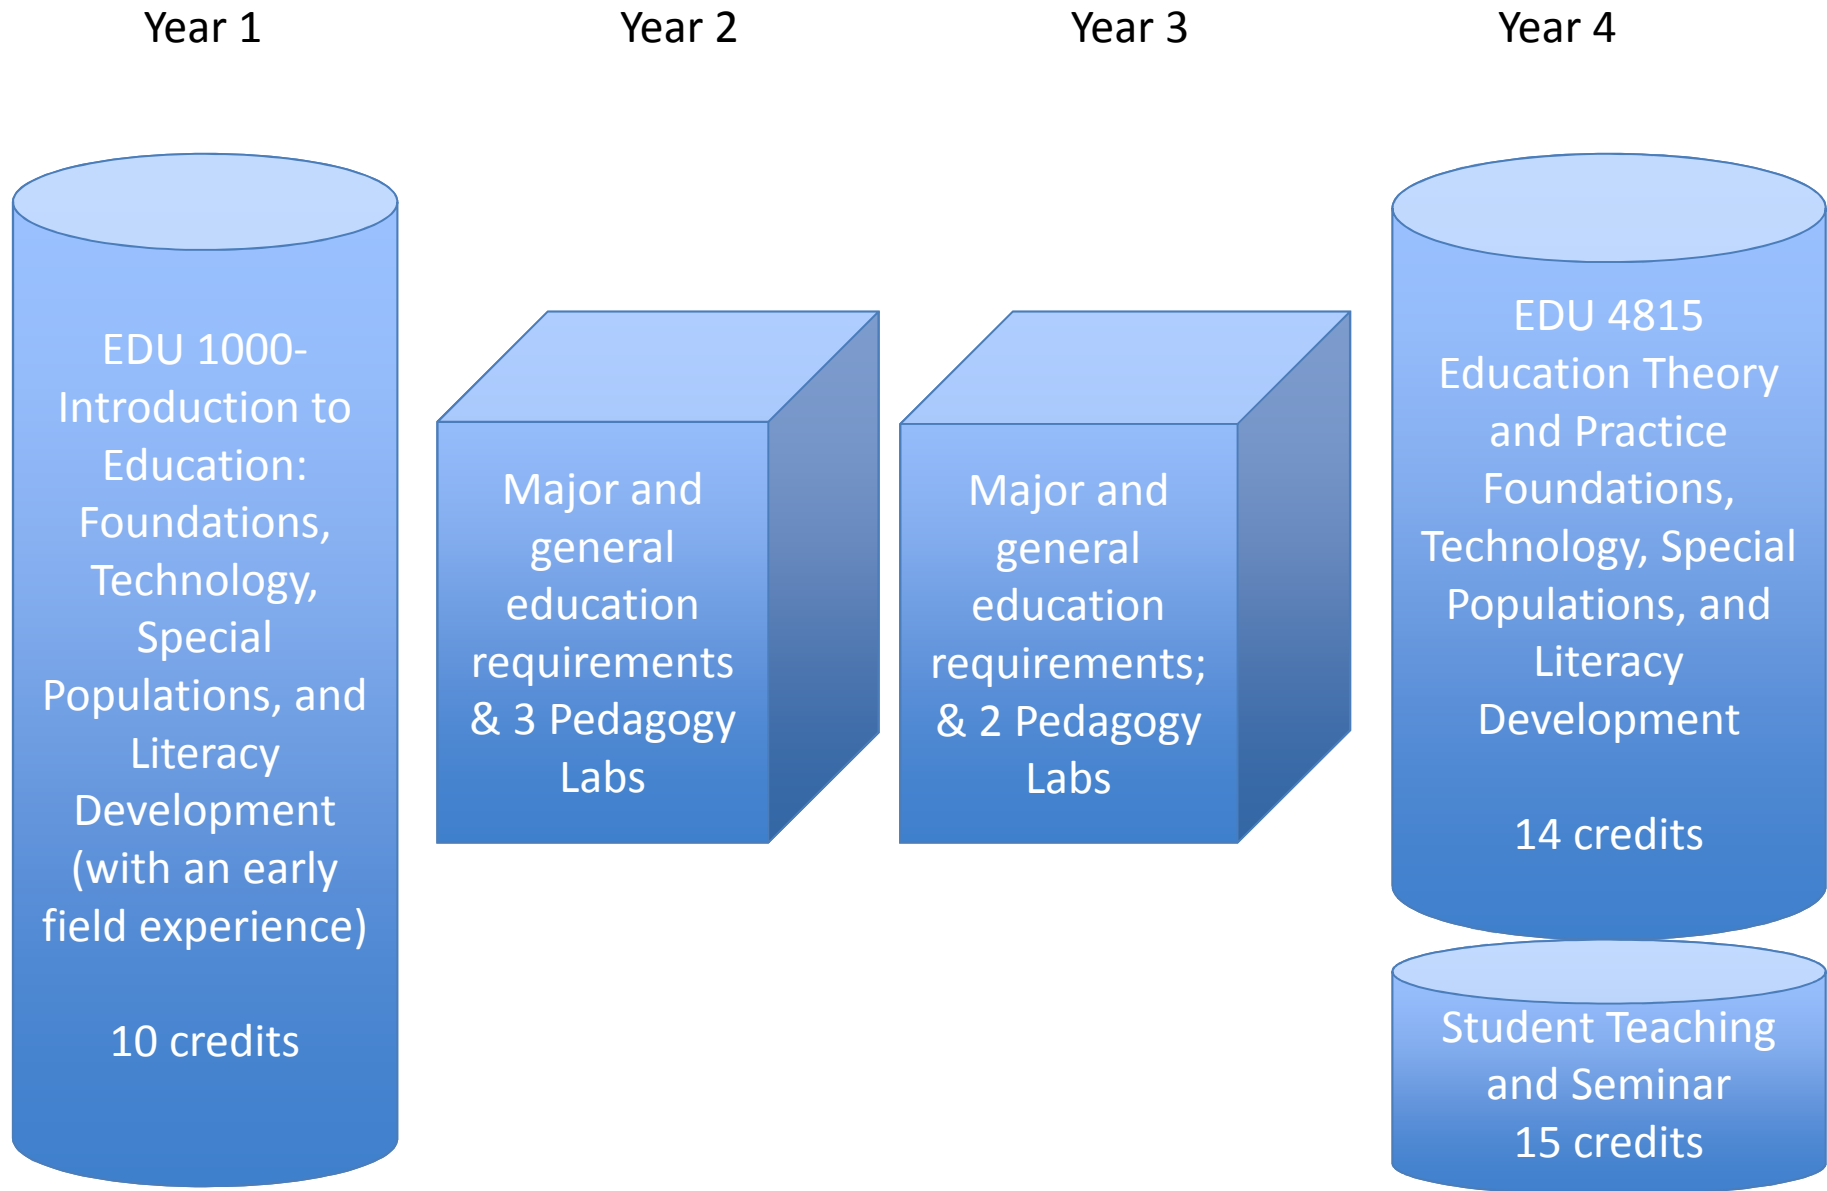 Year 1
Year 2
Year 3
Year 4
EDU 1000-
Introduction to
Education:
Foundations,
Technology,
Special
Populations, and
Literacy
Development
(with an early
field experience)
10 credits
Major and
general
education
requirements
& 3 Pedagogy
Labs
Major and
general
education
requirements;
& 2 Pedagogy
Labs
EDU 4815
Education Theory
and Practice
Foundations,
Technology, Special
Populations, and
Literacy
Development
14 credits
Student Teaching
and Seminar
15 credits